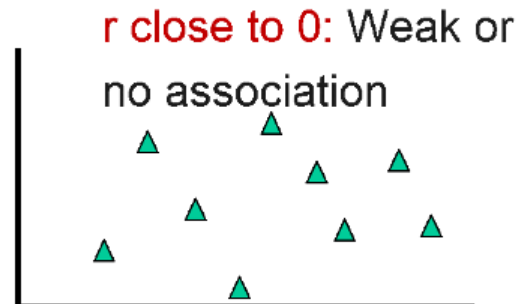 r close to 0: Weak or
no association